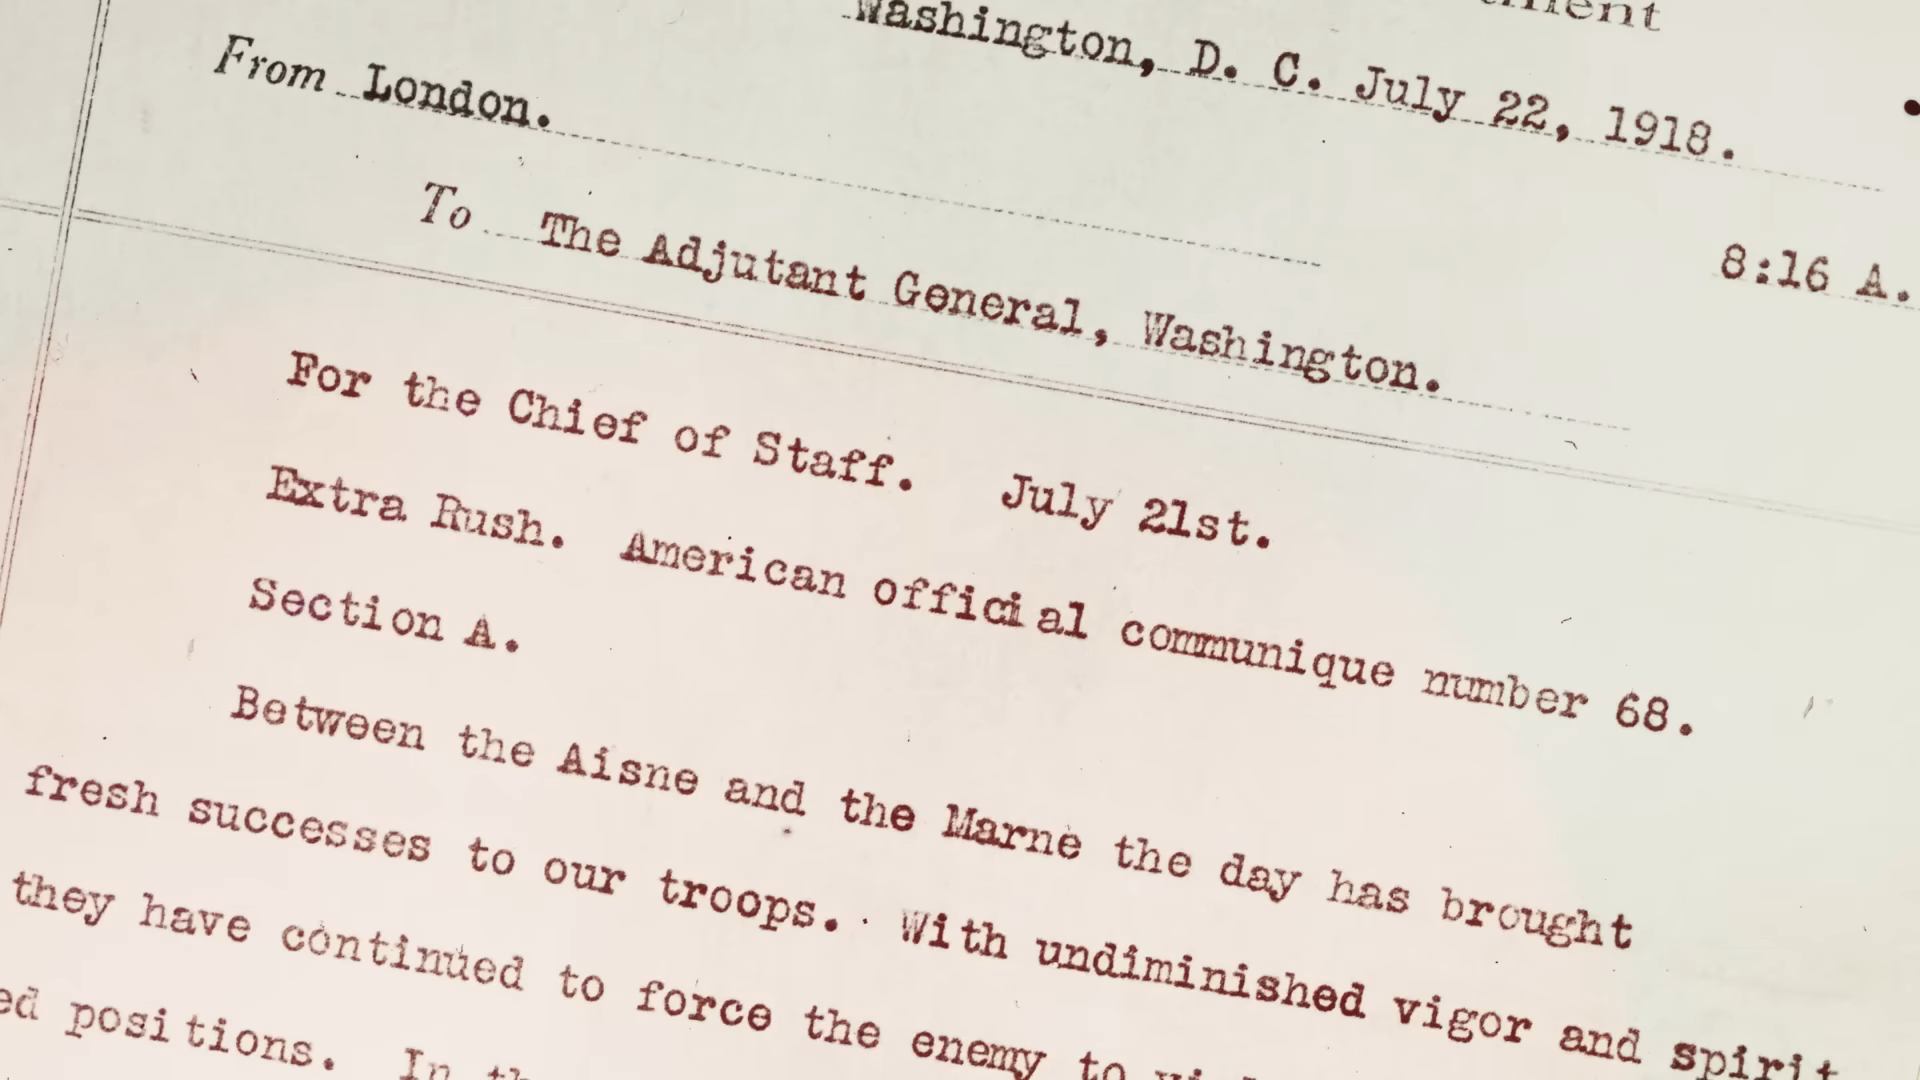 Washington, D. C. July 22, 1918.
From London.
8:16 A.
To The Adjutant General, Washington.
For the Chief of Staff. July 21st.
Extra Rush. American official communique number 68.
Section A.
Between the Aisne and the Marne the day has brought
fresh successes to our troops. With undiminished vigor and spirit
they have continued to force the enemy to
positions. In